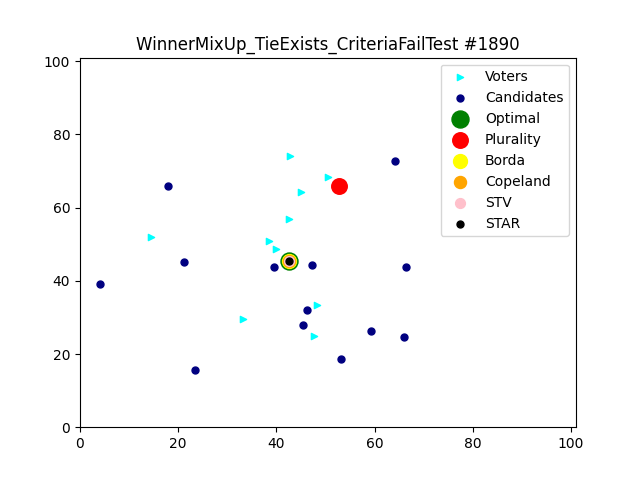 WinnerMixUp_TieExists_CriteriaFailTest #1890
100
80
60
40
20
0
0
20
40
60
80
100
Voters
Candidates
Optimal
Plurality
Borda
Copeland
STV
STAR